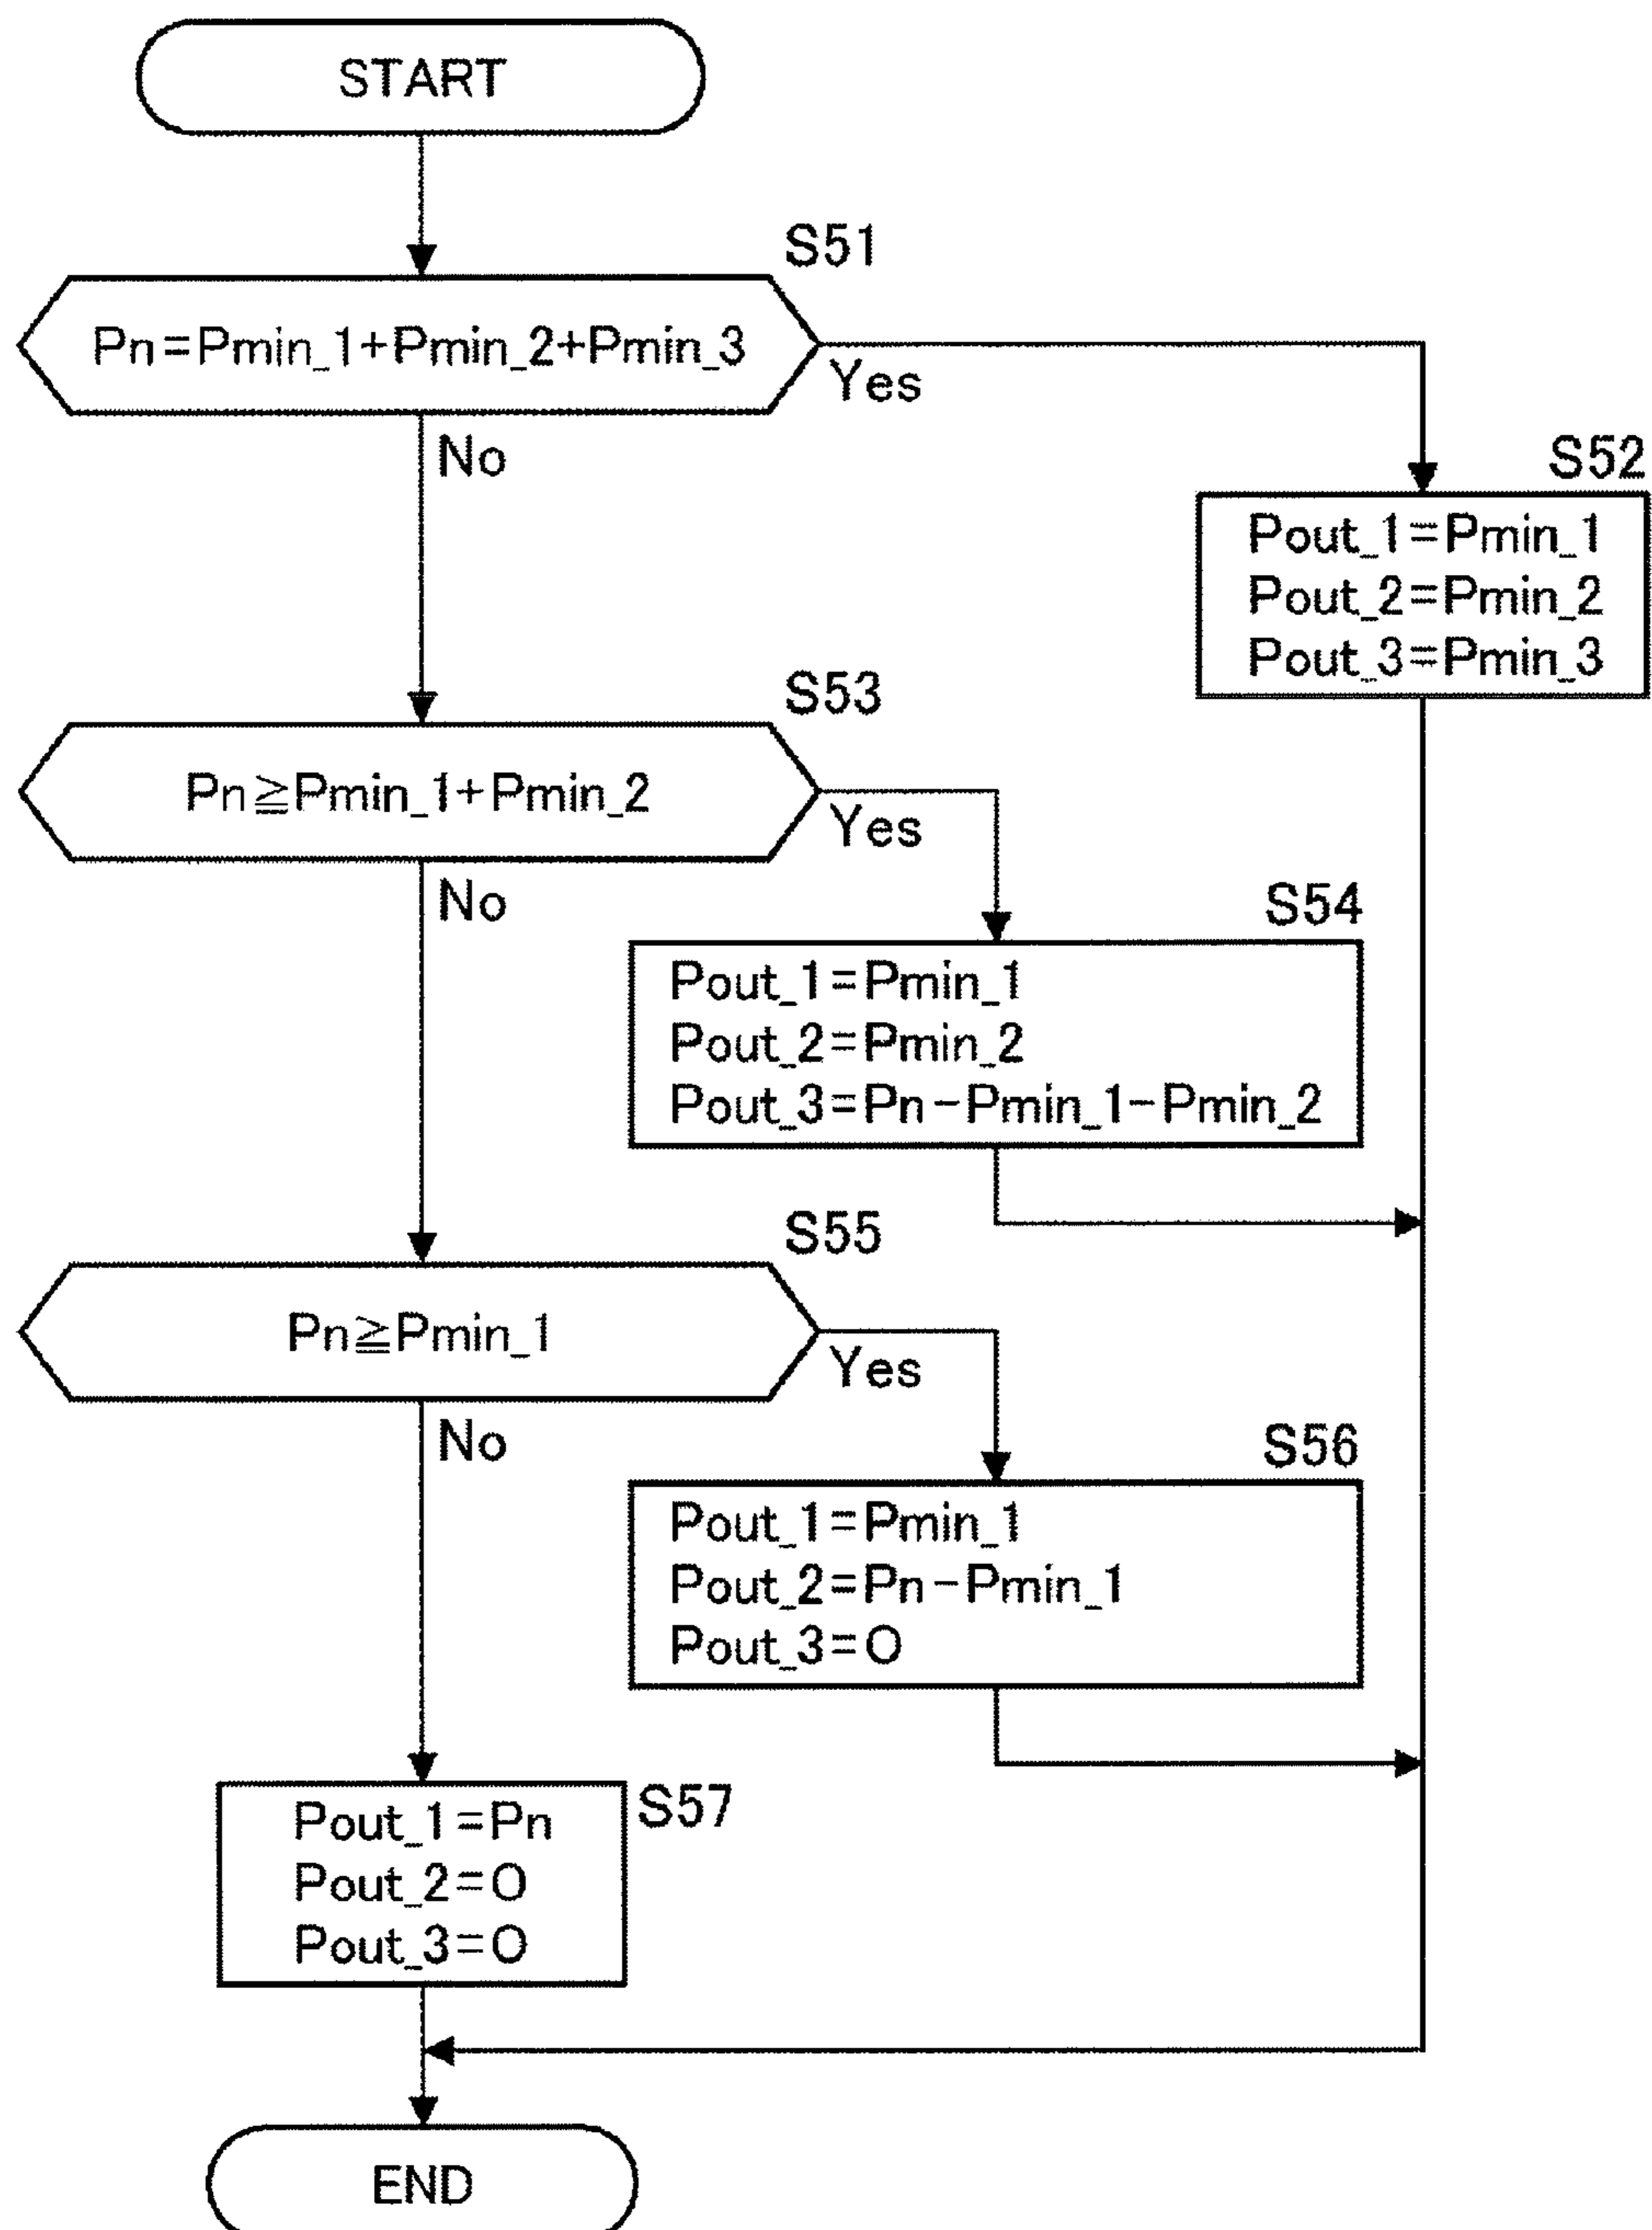 START
S51
Pn=Pmin_1+Pmin_2+Pmin_3
Yes
No
S52
Pout_1=Pmin_1
Pout_2=Pmin_2
Pout_3=Pmin_3
S53
Pn≧Pmin_1+Pmin_2
Yes
No
S54
Pout_1=Pmin_1
Pout_2=Pmin_2
Pout_3=Pn-Pmin_1-Pmin_2
S55
Pn≧Pmin_1
Yes
No
S56
Pout_1=Pmin_1
Pout_2=Pn-Pmin_1
Pout_3=0
S57
Pout_1=Pn
Pout_2=0
Pout_3=0
END